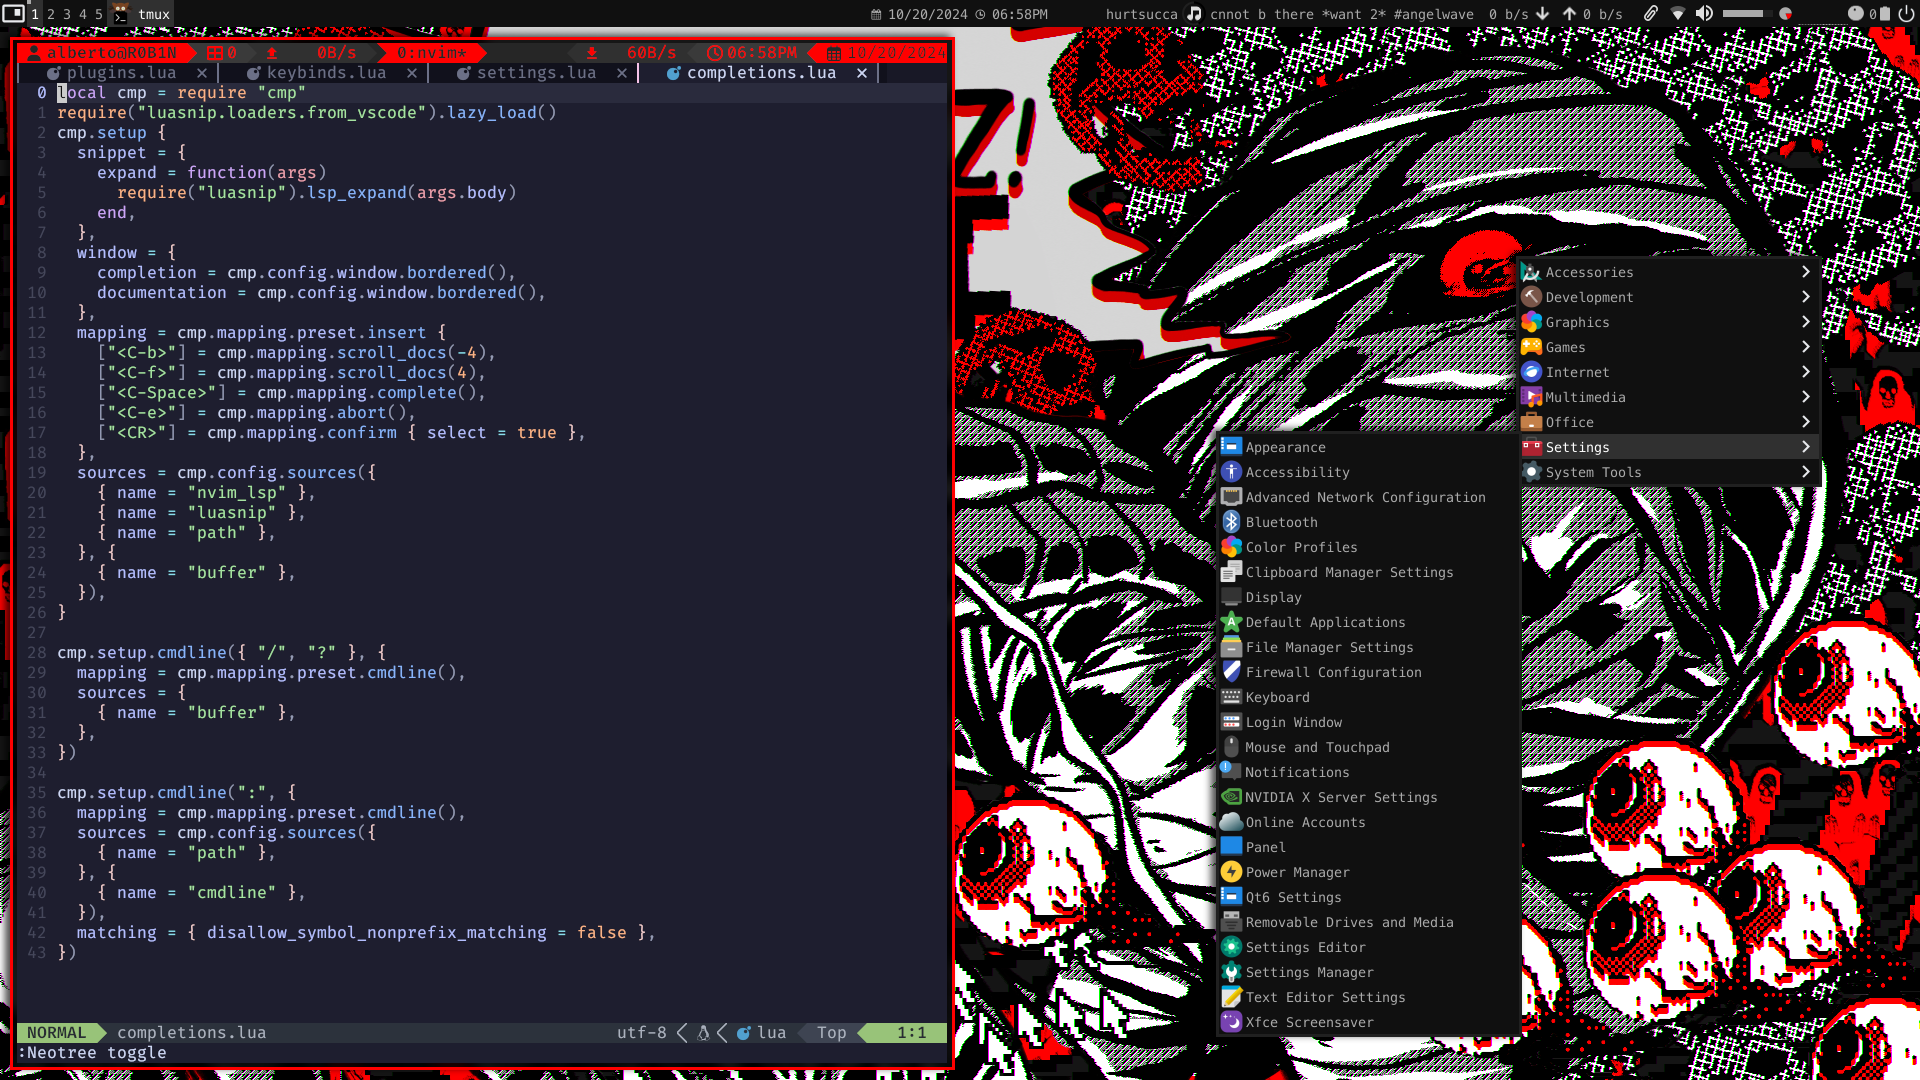 1 2 3 4 5 tmux 10/20/2024 06:58PM hurtsucca cnnot b there *want 2* #angelwave 0 b/s 0 b/s 0
alberto@R0B1N 0 0B/s 0:nvim* 60B/s 06:58PM 10/20/2024
plugins.lua × keybinds.lua × settings.lua × completions.lua ×
0 local cmp = require "cmp"
1 require("luasnip.loaders.from_vscode").lazy_load()
2 cmp.setup {
3 snippet = {
4 expand = function(args)
5 require("luasnip").lsp_expand(args.body)
6 end,
7 },
8 window = {
9 completion = cmp.config.window.bordered(),
10 documentation = cmp.config.window.bordered(),
11 },
12 mapping = cmp.mapping.preset.insert {
13 ["<C-b>"] = cmp.mapping.scroll_docs(-4),
14 ["<C-f>"] = cmp.mapping.scroll_docs(4),
15 ["<C-Space>"] = cmp.mapping.complete(),
16 ["<C-e>"] = cmp.mapping.abort(),
17 ["<CR>"] = cmp.mapping.confirm { select = true },
18 },
19 sources = cmp.config.sources({
20 { name = "nvim_lsp" },
21 { name = "luasnip" },
22 { name = "path" },
23 }, {
24 { name = "buffer" },
25 }),
26 }
27
28 cmp.setup.cmdline({ "/", "?" }, {
29 mapping = cmp.mapping.preset.cmdline(),
30 sources = {
31 { name = "buffer" },
32 },
33 })
34
35 cmp.setup.cmdline(":", {
36 mapping = cmp.mapping.preset.cmdline(),
37 sources = cmp.config.sources({
38 { name = "path" },
39 }, {
40 { name = "cmdline" },
41 }),
42 matching = { disallow_symbol_nonprefix_matching = false },
43 })
NORMAL completions.lua utf-8 lua Top 1:1
:Neotree toggle
Z!
Accessories
Development
Graphics
Games
Internet
Multimedia
Office
Settings
System Tools
Appearance
Accessibility
Advanced Network Configuration
Bluetooth
Color Profiles
Clipboard Manager Settings
Display
Default Applications
File Manager Settings
Firewall Configuration
Keyboard
Login Window
Mouse and Touchpad
Notifications
NVIDIA X Server Settings
Online Accounts
Panel
Power Manager
Qt6 Settings
Removable Drives and Media
Settings Editor
Settings Manager
Text Editor Settings
Xfce Screensaver